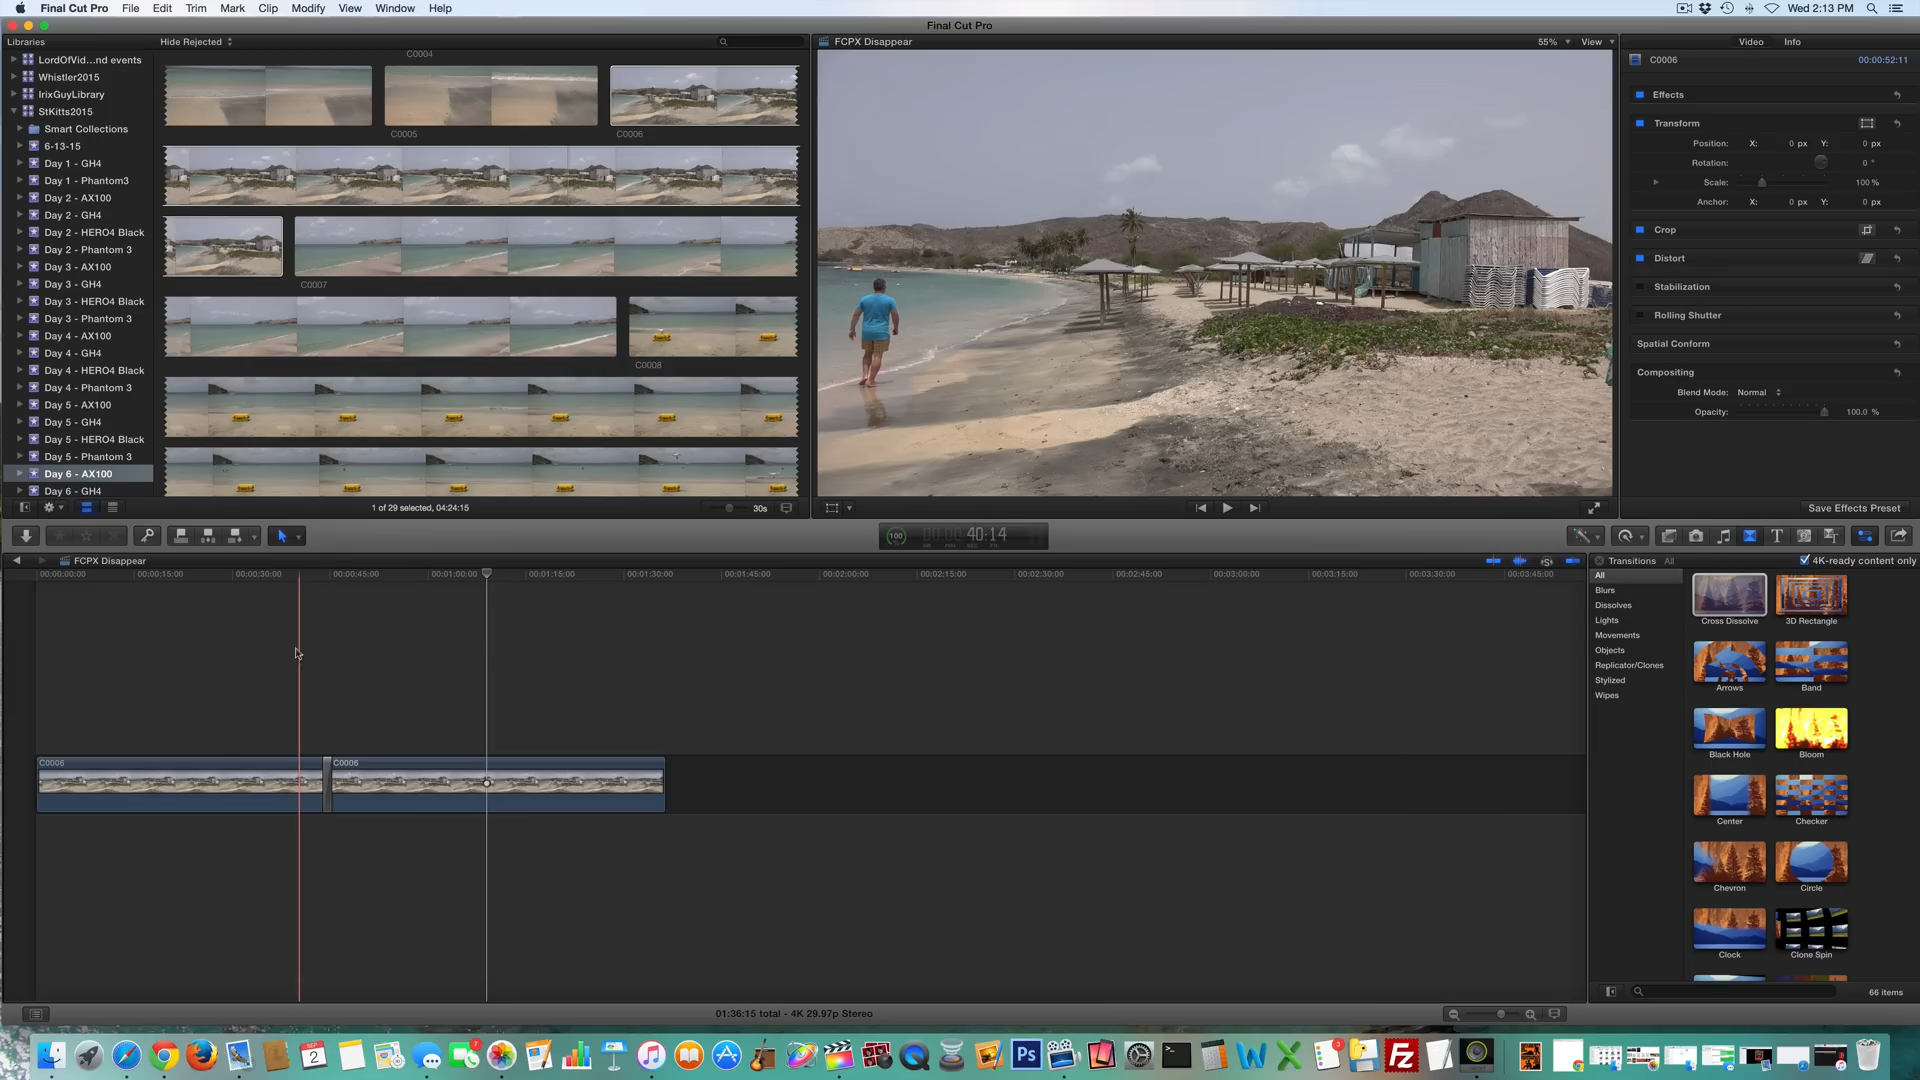 Final Cut Pro File Edit Trim Mark Clip Modify View Window Help Wed 2:13 PM
Final Cut Pro
Libraries Hide Rejected FCPX Disappear 55% View Video Info
LordOfVid...nd events
Whistler2015
IrixGuyLibrary
StKitts2015
Smart Collections
6-13-15
Day 1 - GH4
Day 1 - Phantom3
Day 2 - AX100
Day 2 - GH4
Day 2 - HERO4 Black
Day 2 - Phantom 3
Day 3 - AX100
Day 3 - GH4
Day 3 - HERO4 Black
Day 3 - Phantom 3
Day 4 - AX100
Day 4 - GH4
Day 4 - HERO4 Black
Day 4 - Phantom 3
Day 5 - AX100
Day 5 - GH4
Day 5 - HERO4 Black
Day 5 - Phantom 3
Day 6 - AX100
Day 6 - GH4
C0004
C0005 C0006
C0007
C0008
1 of 29 selected, 04:24:15 30s
C0006 00:00:52:11
Effects
Transform
Position: X: 0 px Y: 0 px
Rotation: 0 °
Scale: 100 %
Anchor: X: 0 px Y: 0 px
Crop
Distort
Stabilization
Rolling Shutter
Spatial Conform
Compositing
Blend Mode: Normal
Opacity: 100.0 %
Save Effects Preset
100 40:14
HR MIN SEC FR
FCPX Disappear
00:00:00:00 00:00:15:00 00:00:30:00 00:00:45:00 00:01:00:00 00:01:15:00 00:01:30:00 00:01:45:00 00:02:00:00 00:02:15:00 00:02:30:00 00:02:45:00 00:03:00:00 00:03:15:00 00:03:30:00 00:03:45:00
C0006 C0006
Transitions All 4K-ready content only
All
Blurs
Dissolves
Lights
Movements
Objects
Replicator/Clones
Stylized
Wipes
Cross Dissolve 3D Rectangle
Arrows Band
Black Hole Bloom
Center Checker
Chevron Circle
Clock Clone Spin
66 items
01:36:15 total - 4K 29.97p Stereo
SEP
2
7
Ps
W
X
3
Fz